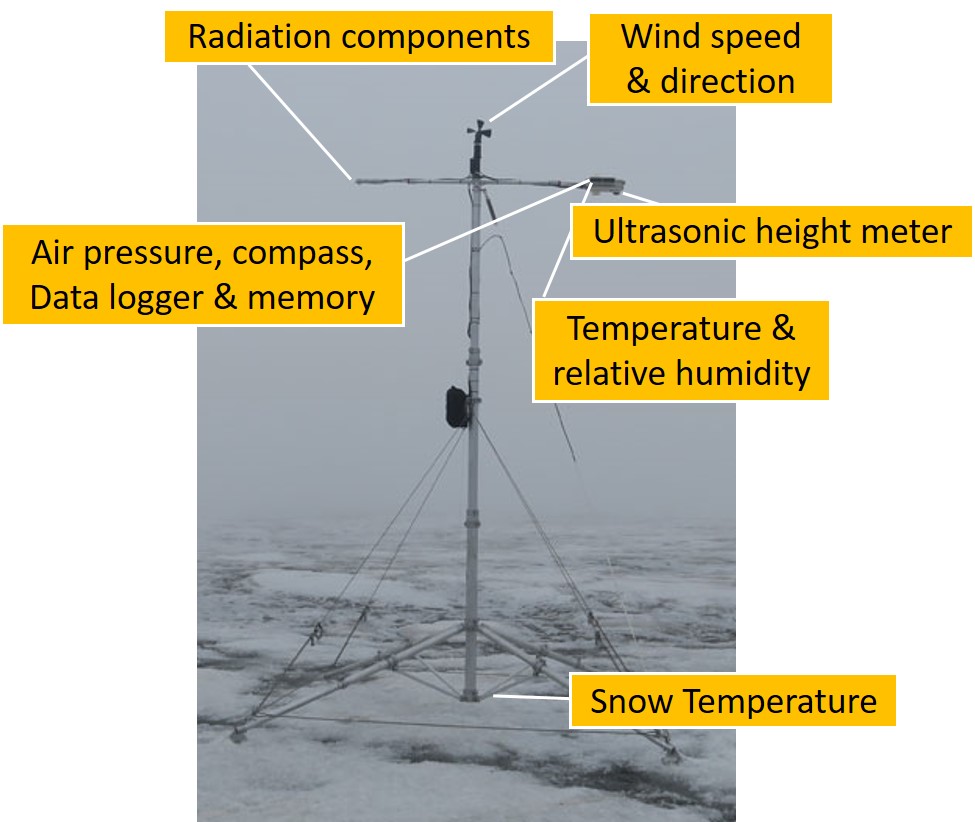 Radiation components
Wind speed
& direction
Air pressure, compass,
Data logger & memory
Ultrasonic height meter
Temperature &
relative humidity
Snow Temperature